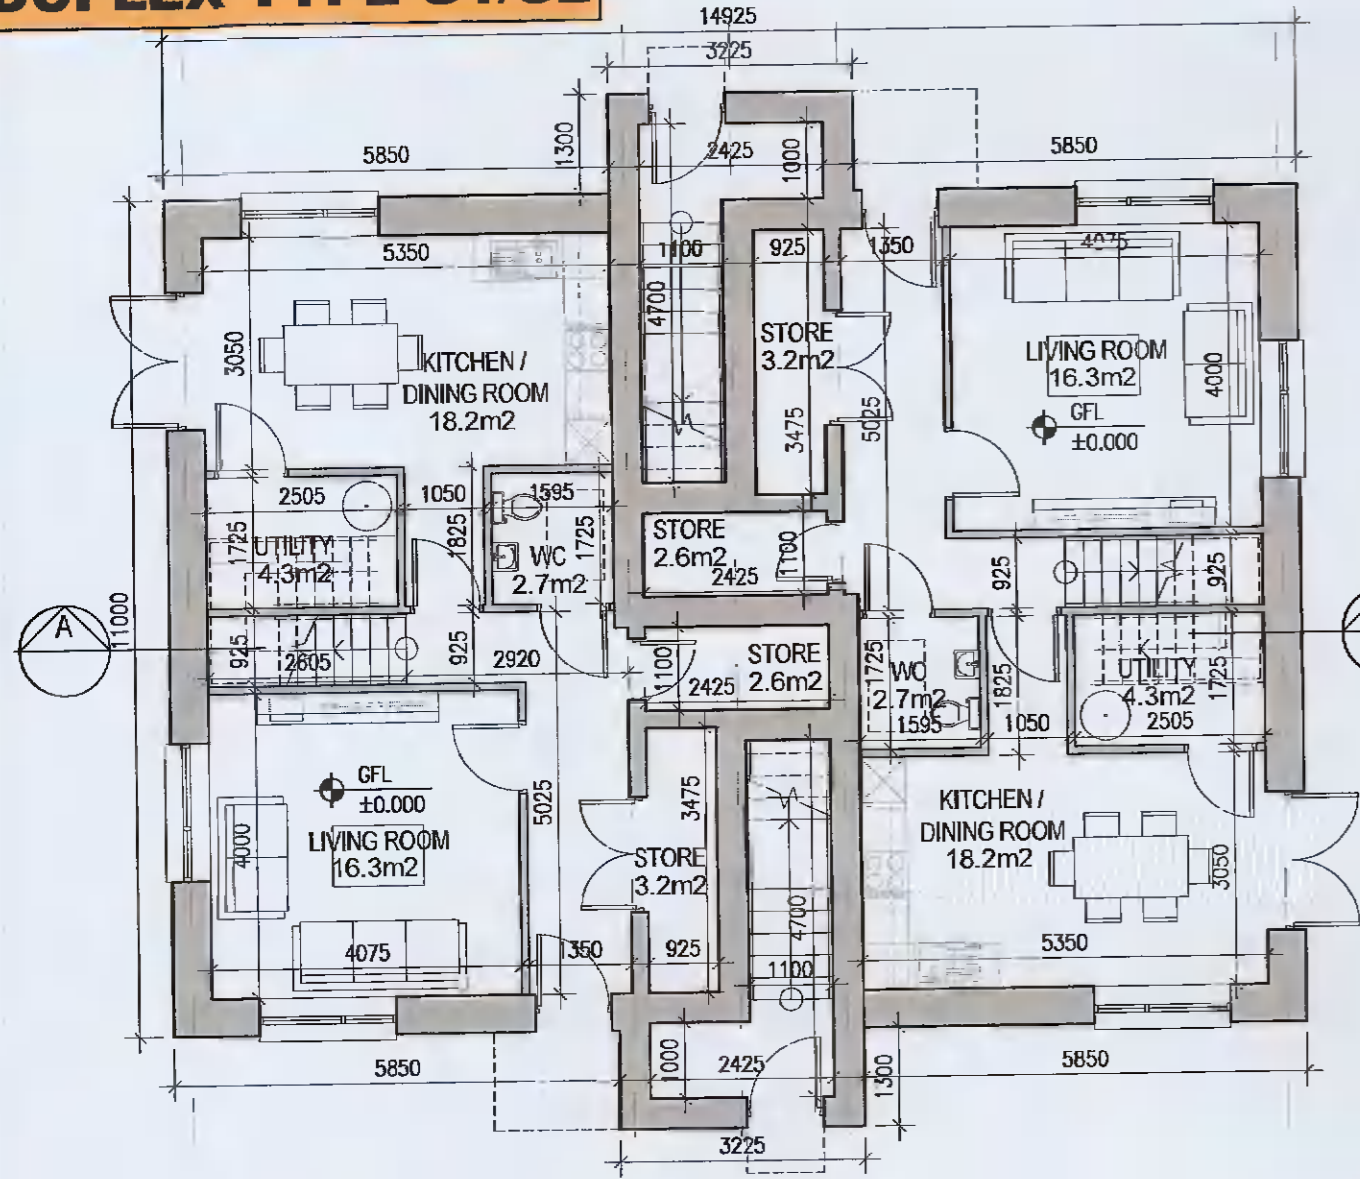 14925
3225
5850
1300
2425
1000
5850
5350
1100
925
1350
4075
4700
3050
STORE
3.2m2
KITCHEN /
DINING ROOM
18.2m2
LIVING ROOM
16.3m2
4000
GFL
±0.000
5025
3475
2505
1050
1595
1725
UTILITY
4.3m2
1825
WC
2.7m2
1725
STORE
2.6m2
2425
1100
925
925
A
11000
925
2605
925
2920
1100
STORE
2.6m2
2425
1725
WC
2.7m2
1595
1825
1050
UTILITY
4.3m2
2505
1725
GFL
±0.000
LIVING ROOM
16.3m2
4000
5025
3475
STORE
3.2m2
4700
KITCHEN /
DINING ROOM
18.2m2
3050
4075
350
925
1100
5350
5850
1000
2425
1300
5850
3225